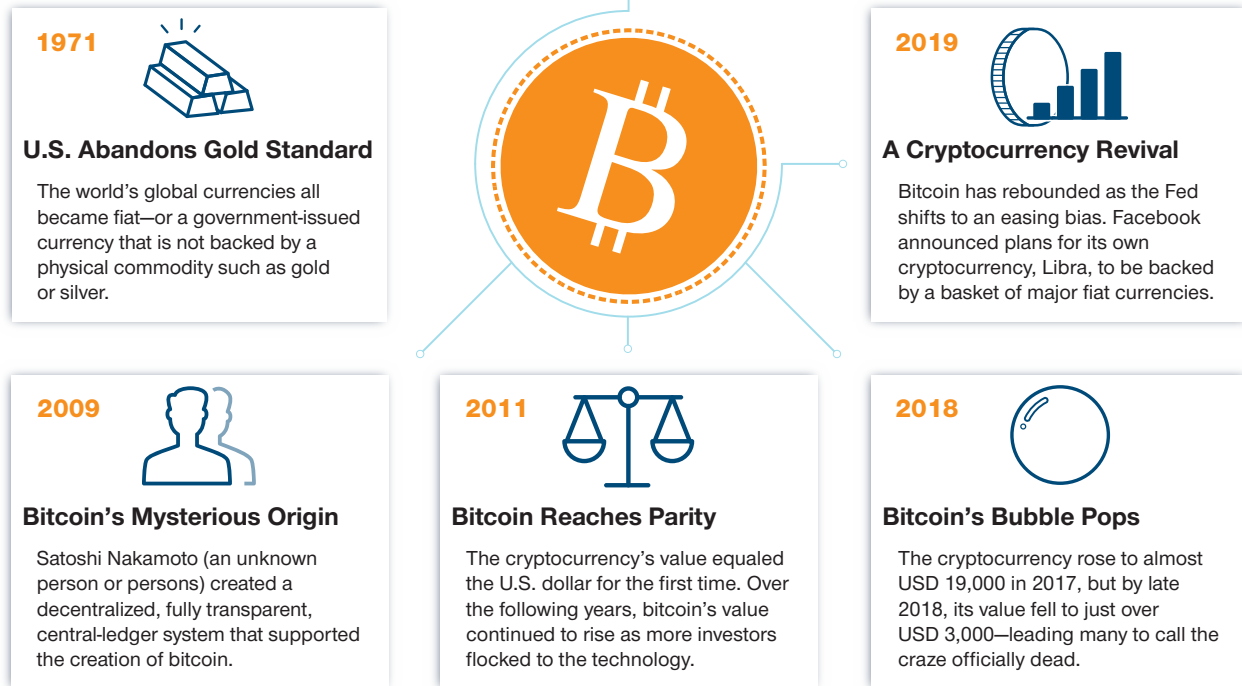 1971
U.S. Abandons Gold Standard
The world’s global currencies all
became fiat—or a government-issued
currency that is not backed by a
physical commodity such as gold
or silver.
2009
Bitcoin’s Mysterious Origin
Satoshi Nakamoto (an unknown
person or persons) created a
decentralized, fully transparent,
central-ledger system that supported
the creation of bitcoin.
2011
Bitcoin Reaches Parity
The cryptocurrency’s value equaled
the U.S. dollar for the first time. Over
the following years, bitcoin’s value
continued to rise as more investors
flocked to the technology.
2018
Bitcoin’s Bubble Pops
The cryptocurrency rose to almost
USD 19,000 in 2017, but by late
2018, its value fell to just over
USD 3,000—leading many to call the
craze officially dead.
2019
A Cryptocurrency Revival
Bitcoin has rebounded as the Fed
shifts to an easing bias. Facebook
announced plans for its own
cryptocurrency, Libra, to be backed
by a basket of major fiat currencies.